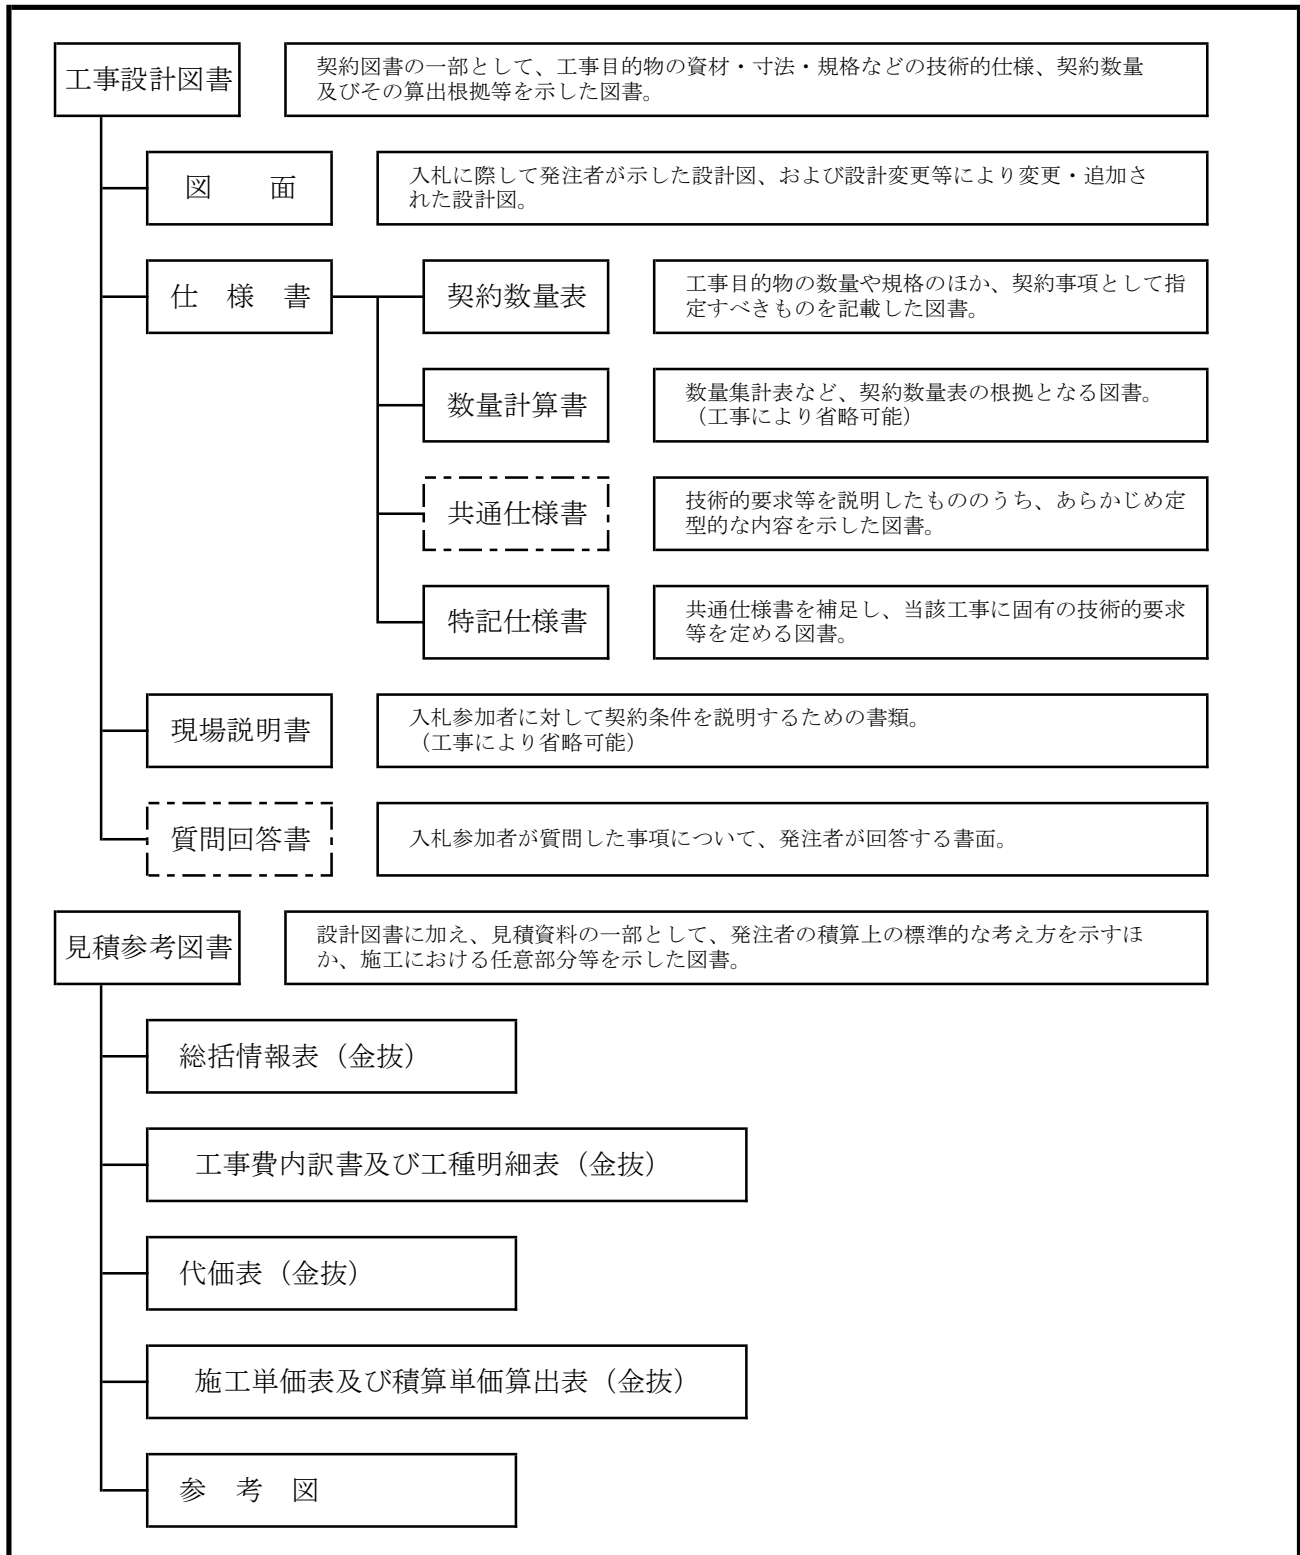 工事設計図書
契約図書の一部として、工事目的物の資材・寸法・規格などの技術的仕様、契約数量
及びその算出根拠等を示した図書。
図　　面
入札に際して発注者が示した設計図、および設計変更等により変更・追加さ
れた設計図。
仕　様　書
契約数量表
工事目的物の数量や規格のほか、契約事項として指
定すべきものを記載した図書。
数量計算書
数量集計表など、契約数量表の根拠となる図書。
（工事により省略可能）
共通仕様書
技術的要求等を説明したもののうち、あらかじめ定
型的な内容を示した図書。
特記仕様書
共通仕様書を補足し、当該工事に固有の技術的要求
等を定める図書。
現場説明書
入札参加者に対して契約条件を説明するための書類。
（工事により省略可能）
質問回答書
入札参加者が質問した事項について、発注者が回答する書面。
見積参考図書
設計図書に加え、見積資料の一部として、発注者の積算上の標準的な考え方を示すほ
か、施工における任意部分等を示した図書。
総括情報表（金抜）
工事費内訳書及び工種明細表（金抜）
代価表（金抜）
施工単価表及び積算単価算出表（金抜）
参　考　図